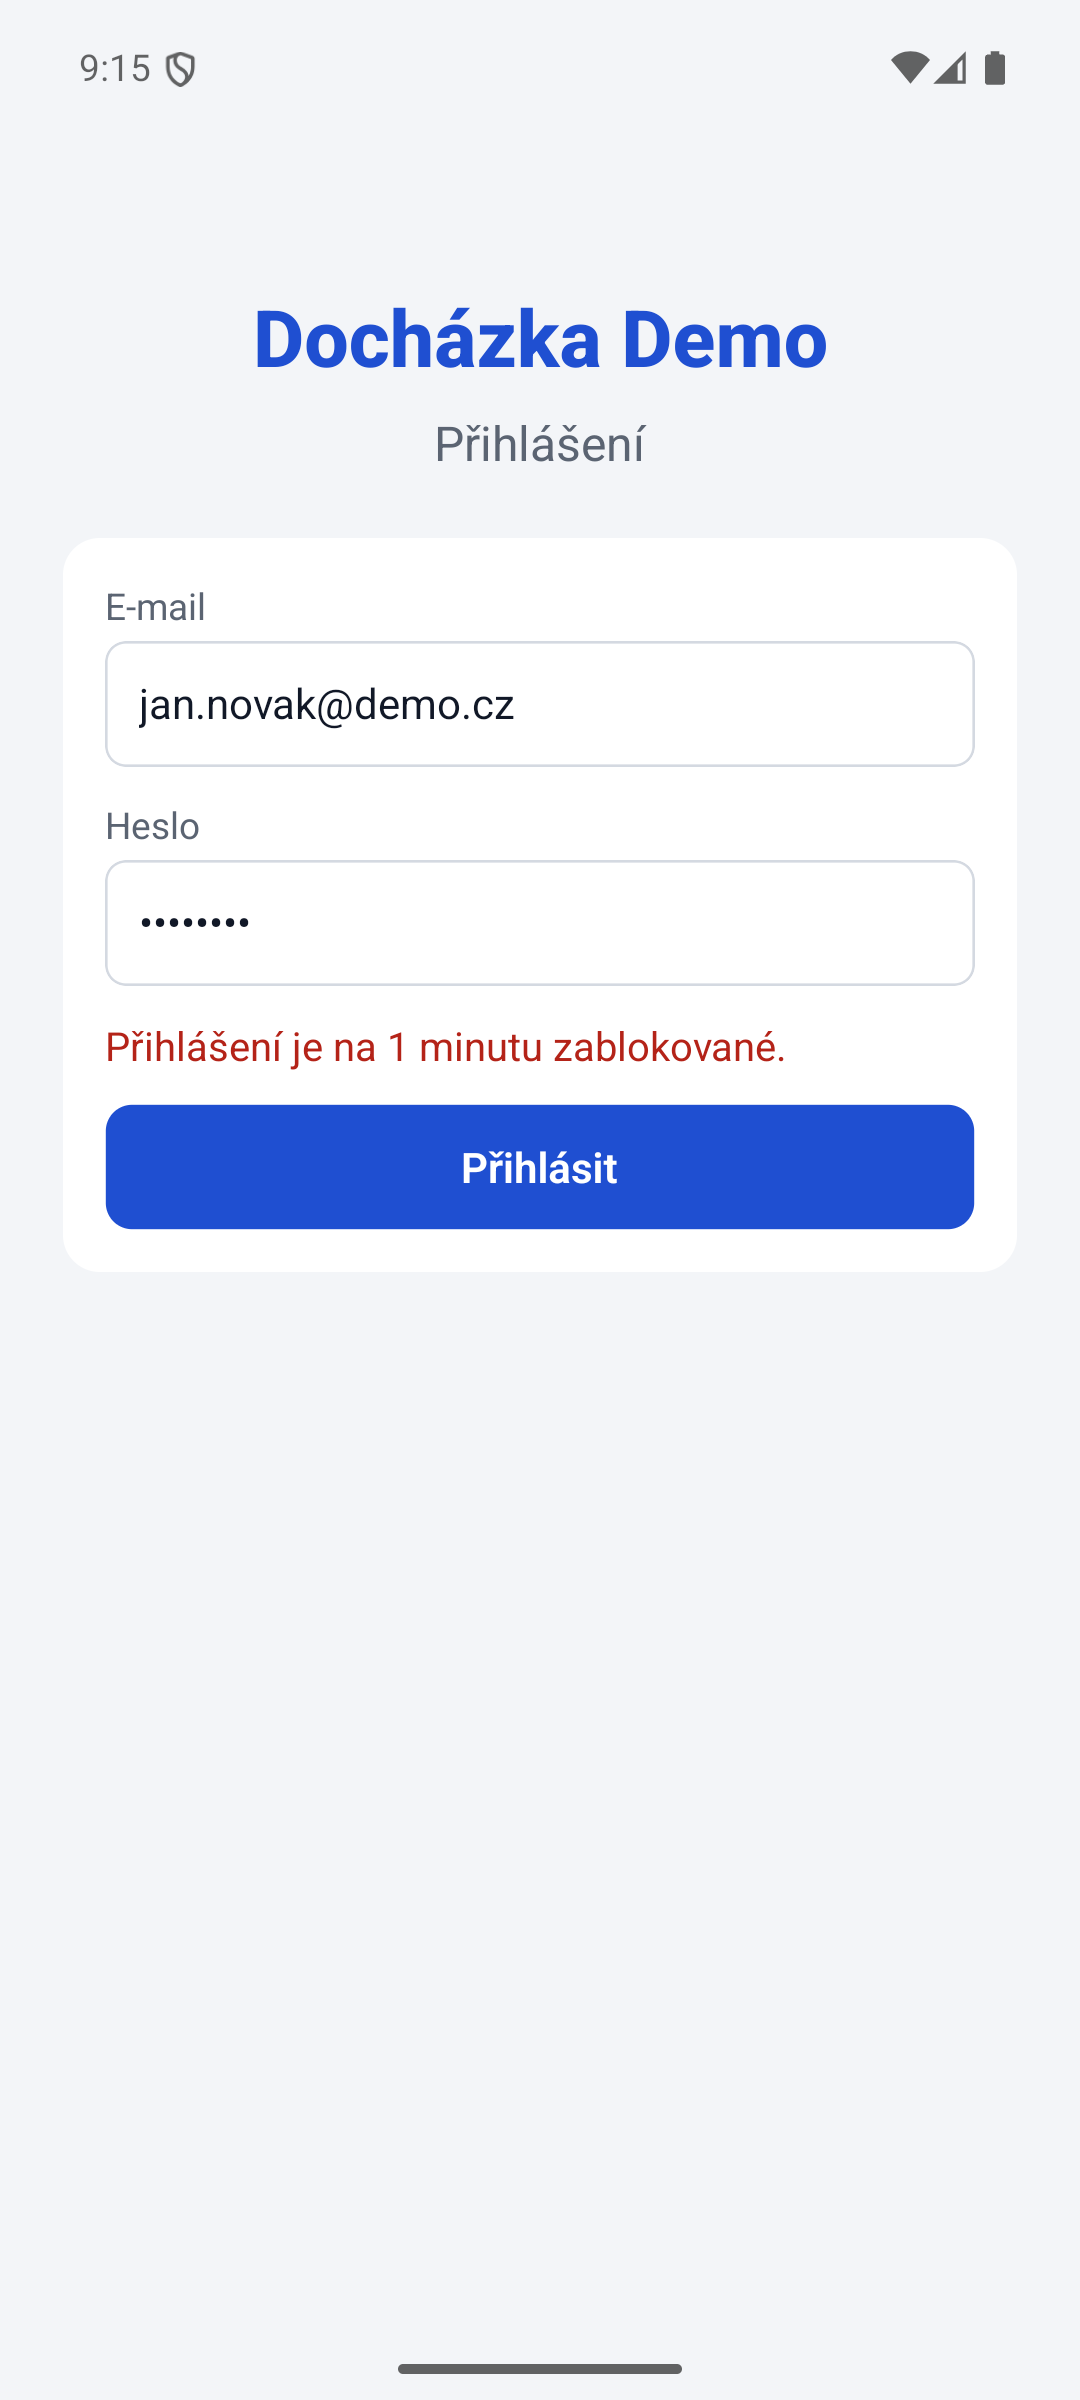 9:15
Docházka Demo
Přihlášení
E-mail
jan.novak@demo.cz
Heslo
••••••••
Přihlášení je na 1 minutu zablokované.
Přihlásit